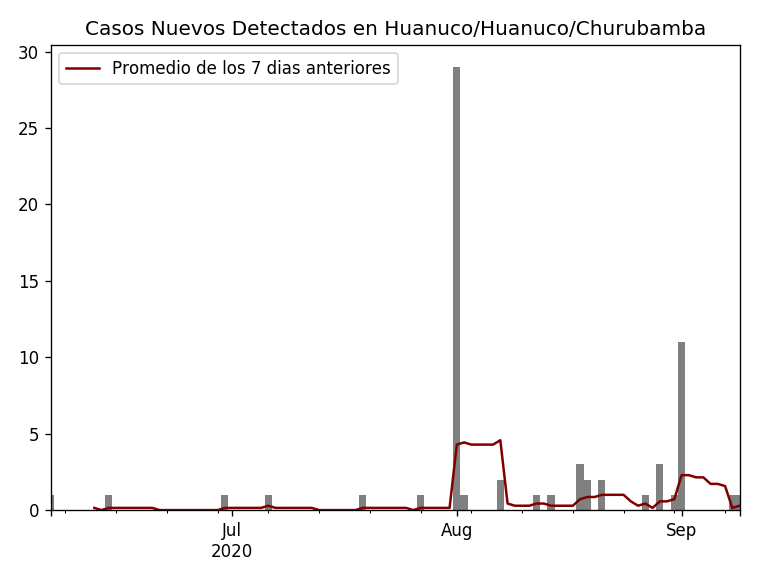 Casos Nuevos Detectados en Huanuco/Huanuco/Churubamba
Promedio de los 7 dias anteriores
30
25
20
15
10
5
0
Jul
2020
Aug
Sep